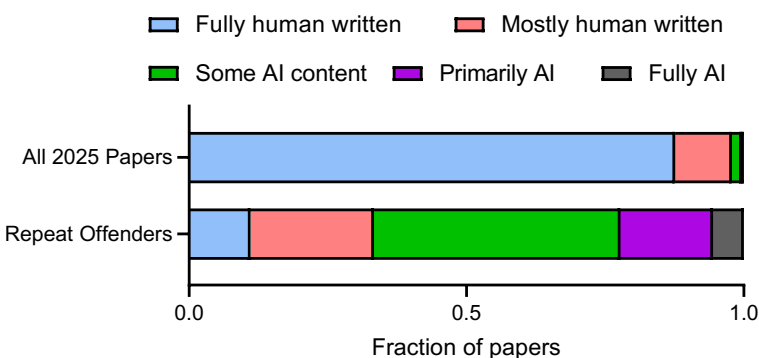 Fully human written Mostly human written
Some AI content Primarily AI Fully AI
All 2025 Papers
Repeat Offenders
0.0 0.5 1.0
Fraction of papers